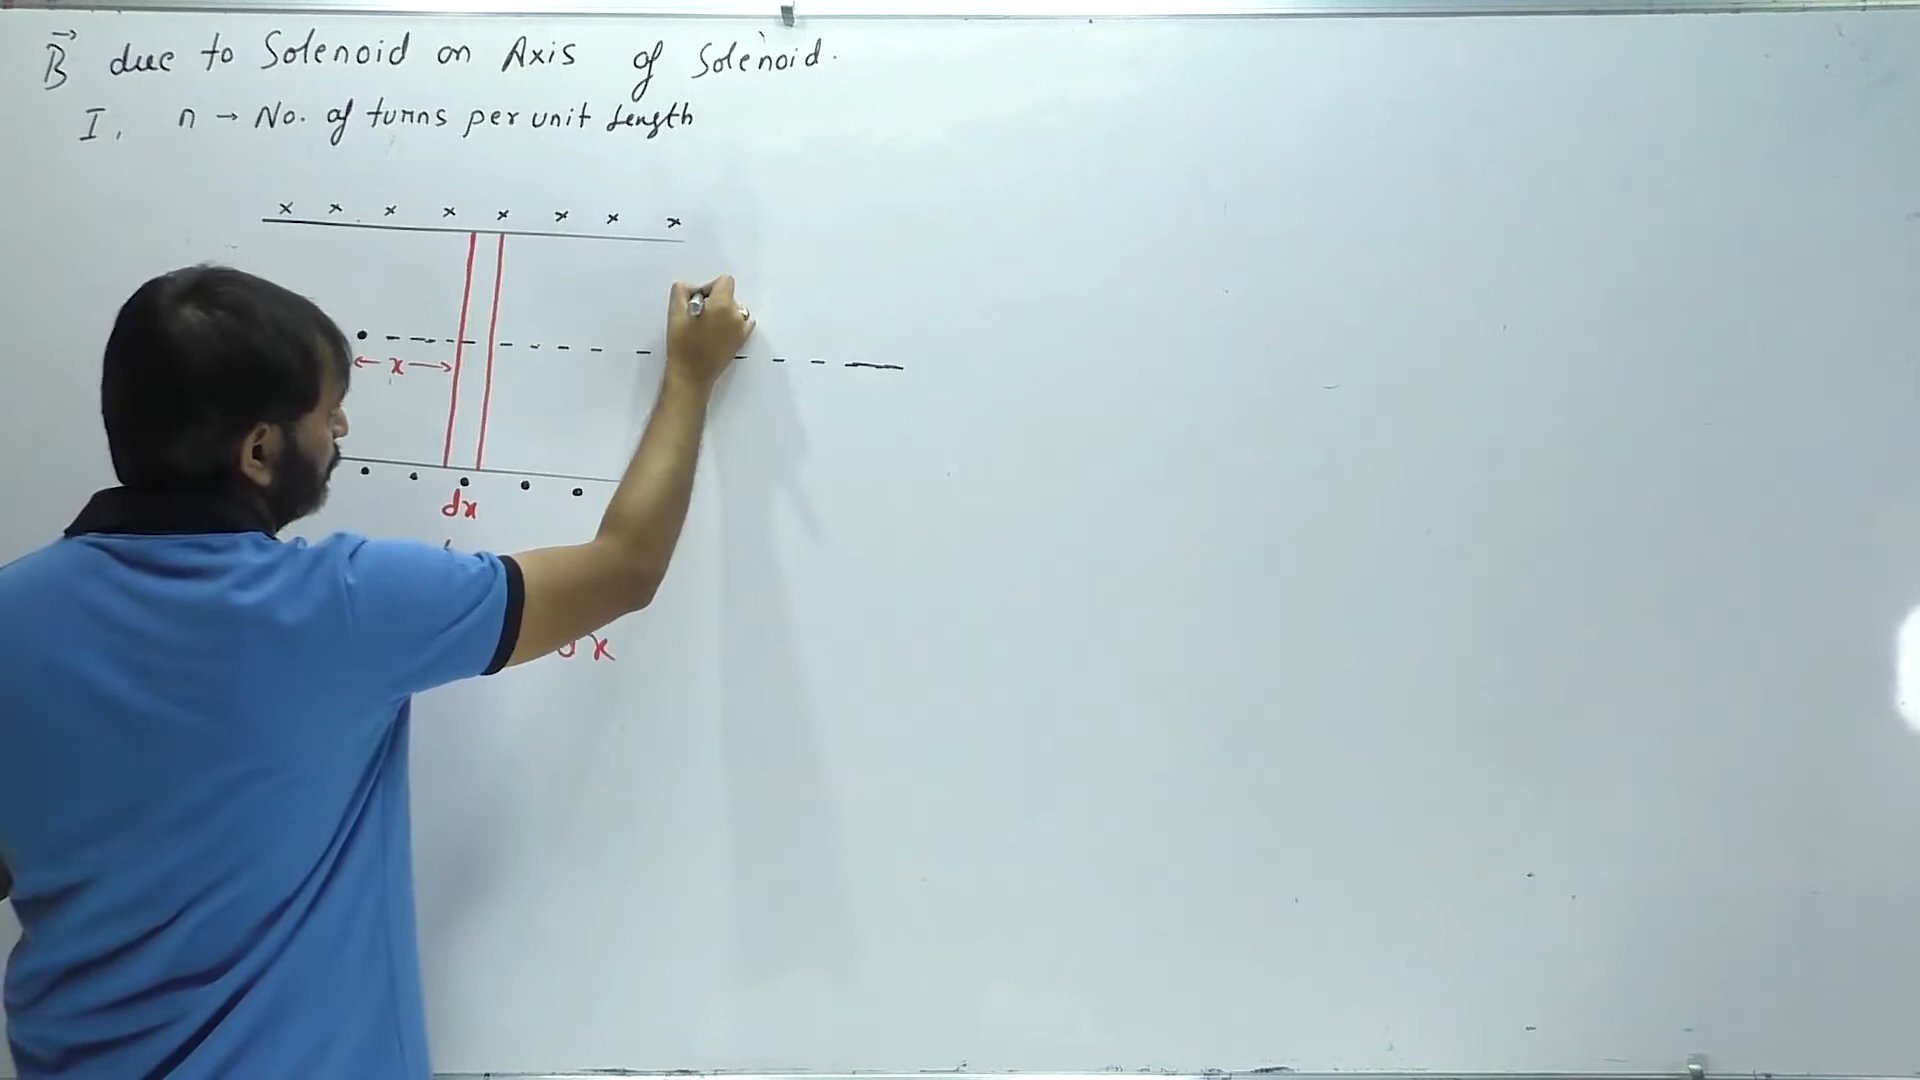 B⃗ due to Solenoid on Axis of Solenoid.
I, n → No. of turns per unit Length
x x x x x x x x
← x →
dx
x